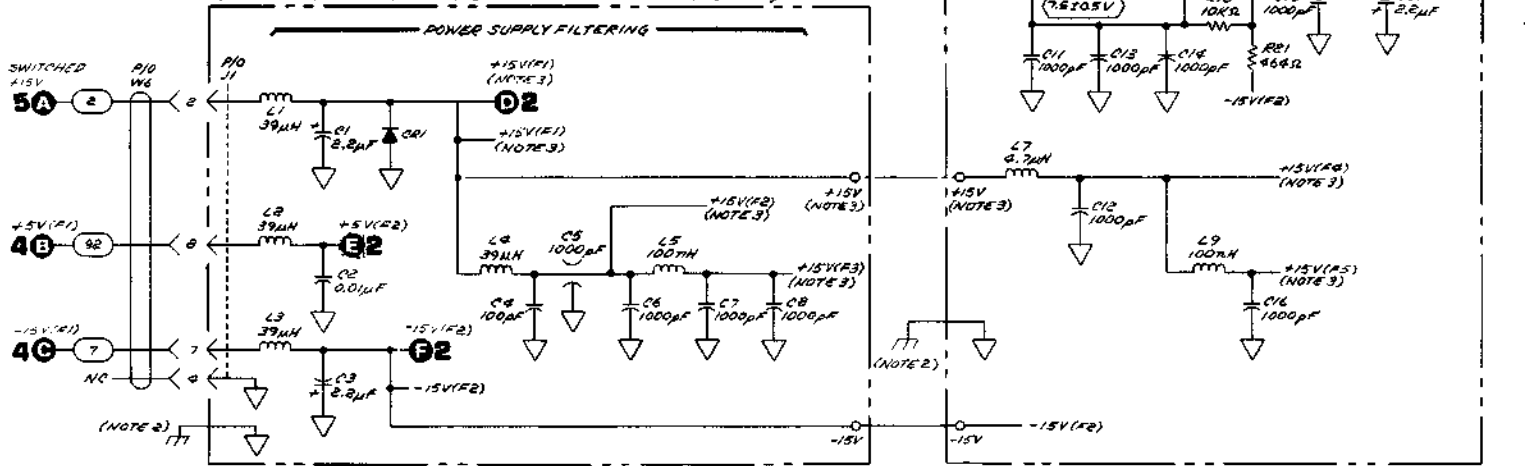 POWER SUPPLY FILTERING
SWITCHED
+15V
P/O
W6
P/O
J1
5A
2
2
L1
39µH
+
C1
2.2µF
CR1
+15V(F1)
(NOTE 3)
D2
+15V(F1)
(NOTE 3)
+15V
(NOTE 3)
+5V(F1)
4B
92
8
L2
39µH
+5V(F2)
E2
C2
0.01µF
L4
39µH
C5
1000pF
+15V(F2)
(NOTE 3)
L5
100nH
+15V(F3)
(NOTE 3)
C4
100pF
C6
1000pF
C7
1000pF
C8
1000pF
-15V(F1)
4C
7
7
L3
39µH
-15V(F2)
F2
NC
4
+
C3
2.2µF
-15V(F2)
(NOTE 2)
-15V
7.5±0.5V
10KΩ
1000pF
+
2.2µF
C11
1000pF
C13
1000pF
C14
1000pF
R21
464Ω
-15V(F2)
+15V
(NOTE 3)
L7
4.7µH
+15V(F4)
(NOTE 3)
C12
1000pF
L9
100nH
+15V(F5)
(NOTE 3)
C16
1000pF
(NOTE 2)
-15V
-15V(F2)